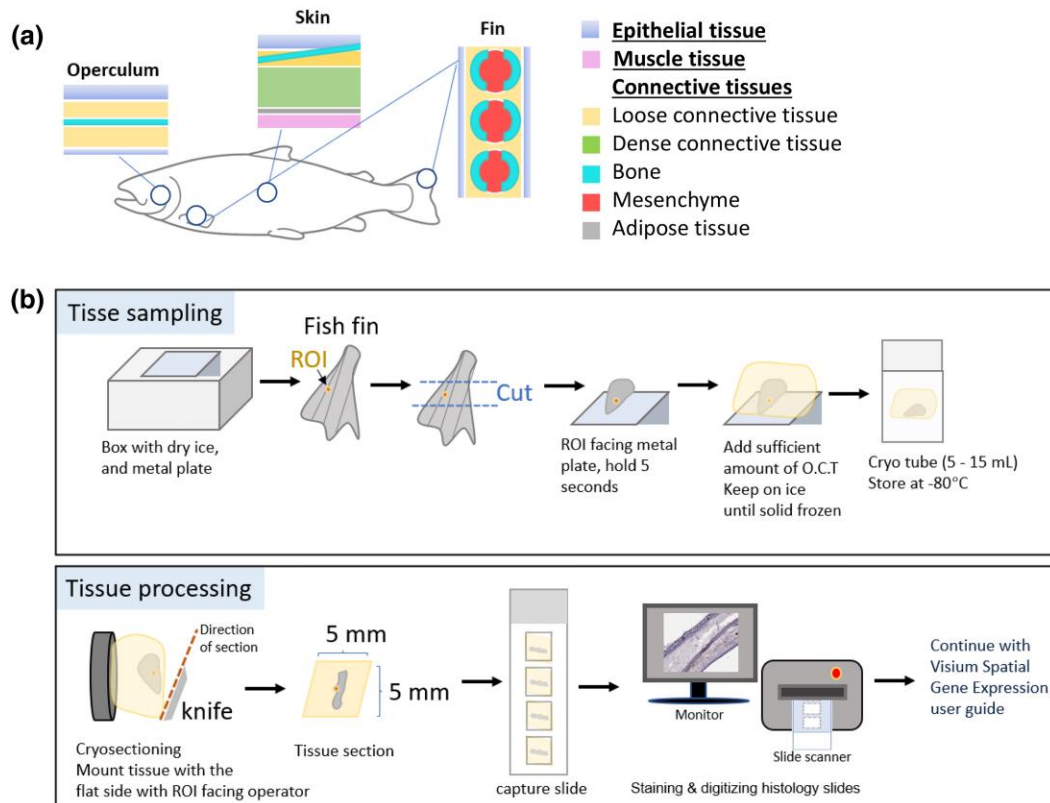 (a)
Operculum
Skin
Fin
Epithelial tissue
Muscle tissue
Connective tissues
Loose connective tissue
Dense connective tissue
Bone
Mesenchyme
Adipose tissue
(b)
Tisse sampling
Box with dry ice,
and metal plate
Fish fin
ROI
Cut
ROI facing metal
plate, hold 5
seconds
Add sufficient
amount of O.C.T
Keep on ice
until solid frozen
Cryo tube (5 - 15 mL)
Store at -80°C
Tissue processing
Direction
of section
knife
Cryosectioning
Mount tissue with the
flat side with ROI facing operator
5 mm
5 mm
Tissue section
capture slide
Monitor
Slide scanner
Staining & digitizing histology slides
Continue with
Visium Spatial
Gene Expression
user guide